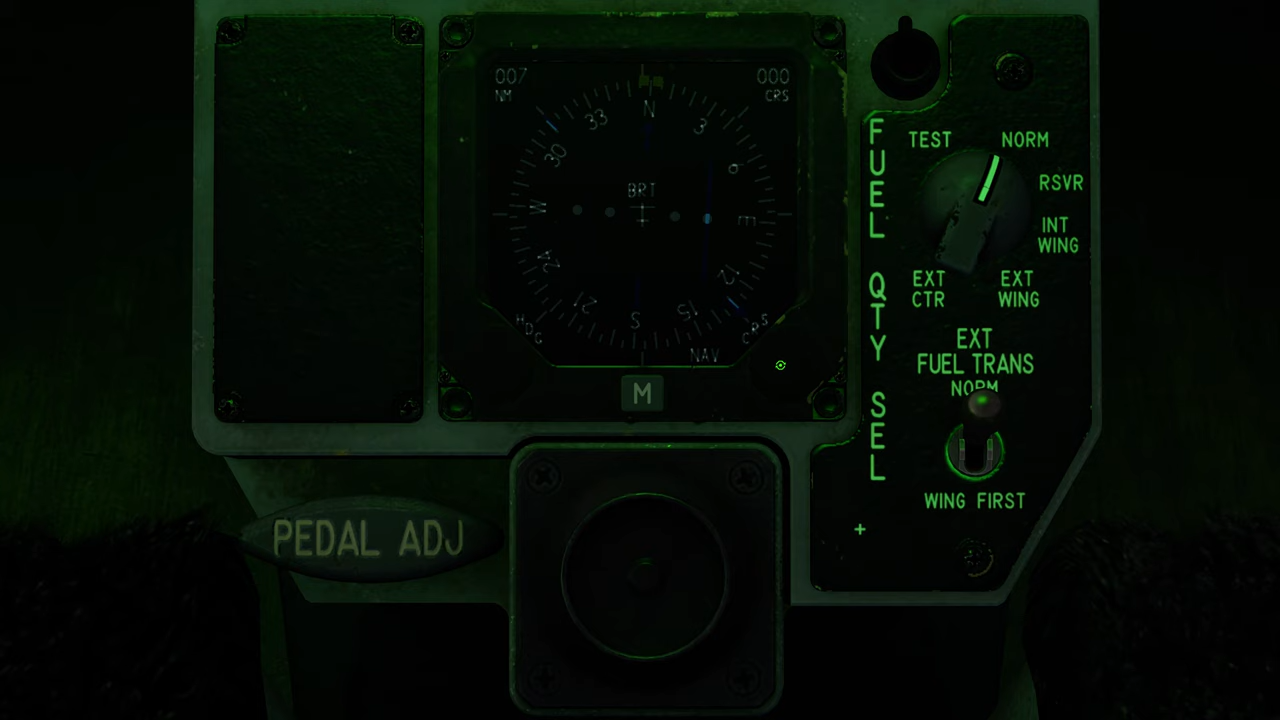 007
NM
000
CRS
N
3
6
E
12
15
S
21
24
W
30
33
BRT
HDG
CRS
NAV
M
PEDAL ADJ
FUEL QTY SEL
TEST
NORM
RSVR
INT
WING
EXT
WING
EXT
CTR
EXT
FUEL TRANS
NORM
WING FIRST